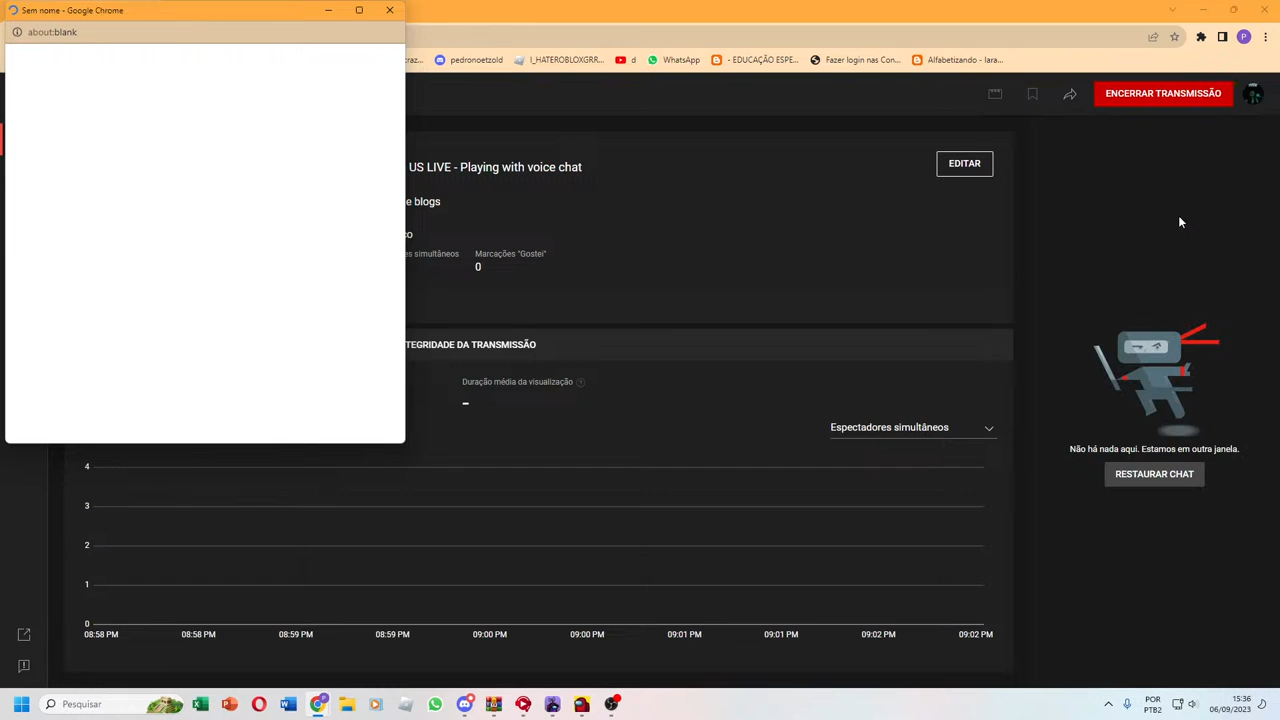 Sem nome - Google Chrome
about:blank
craz...
pedronoetzold
I_HATEROBLOXGRR...
d
WhatsApp
- EDUCAÇÃO ESPE...
Fazer login nas Con...
Alfabetizando - lara...
P
ENCERRAR TRANSMISSÃO
US LIVE - Playing with voice chat
EDITAR
e blogs
co
es simultâneos
Marcações "Gostei"
0
TEGRIDADE DA TRANSMISSÃO
Duração média da visualização
–
Espectadores simultâneos
Não há nada aqui. Estamos em outra janela.
RESTAURAR CHAT
4
3
2
1
0
08:58 PM
08:58 PM
08:59 PM
08:59 PM
09:00 PM
09:00 PM
09:01 PM
09:01 PM
09:02 PM
09:02 PM
Pesquisar
POR
PTB2
15:36
06/09/2023